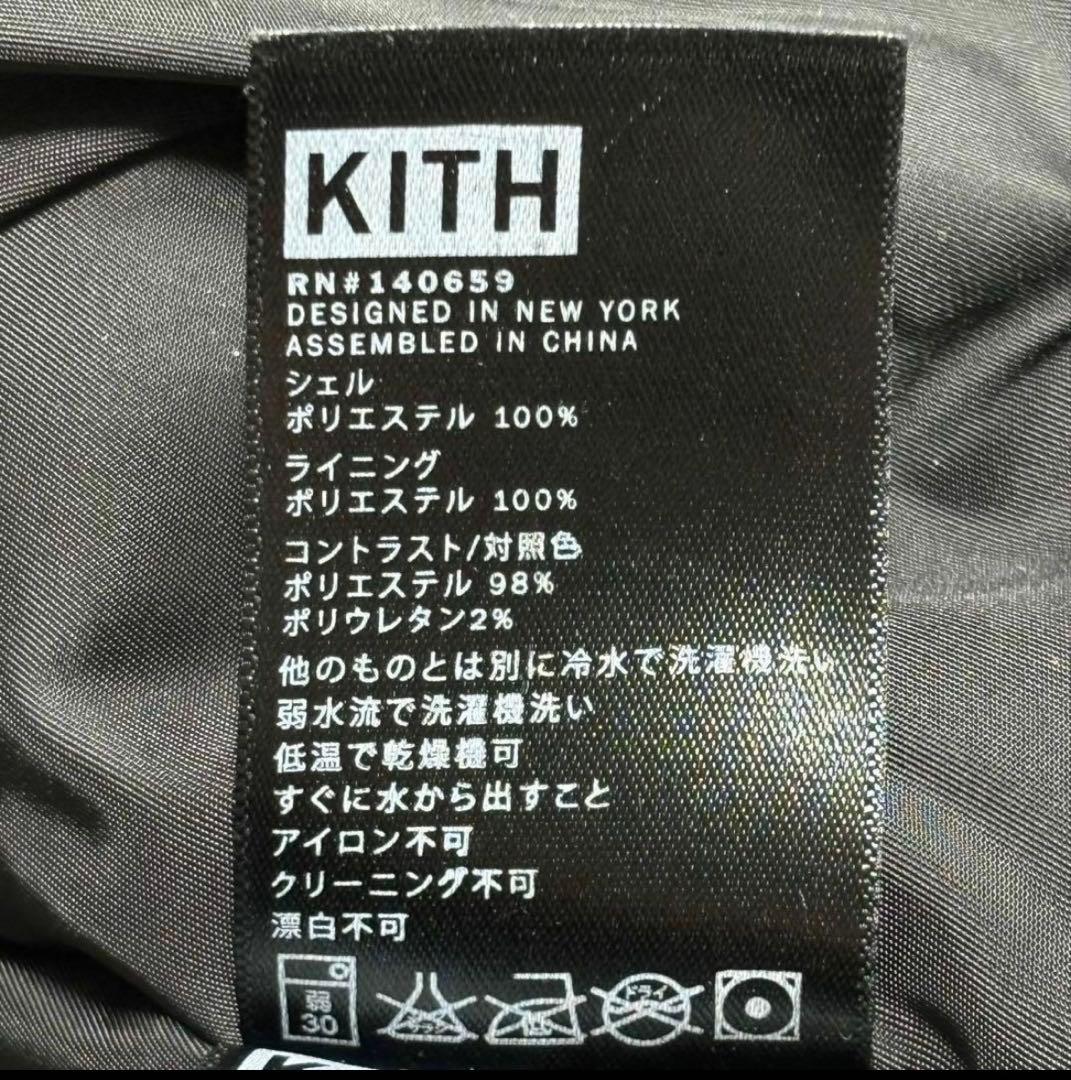 KITH
RN#140659
DESIGNED IN NEW YORK
ASSEMBLED IN CHINA
シェル
ポリエステル 100%
ライニング
ポリエステル 100%
コントラスト/対照色
ポリエステル 98%
ポリウレタン2%
他のものとは別に冷水で洗濯機洗い
弱水流で洗濯機洗い
低温で乾燥機可
すぐに水から出すこと
アイロン不可
クリーニング不可
漂白不可
弱
30
ドライ